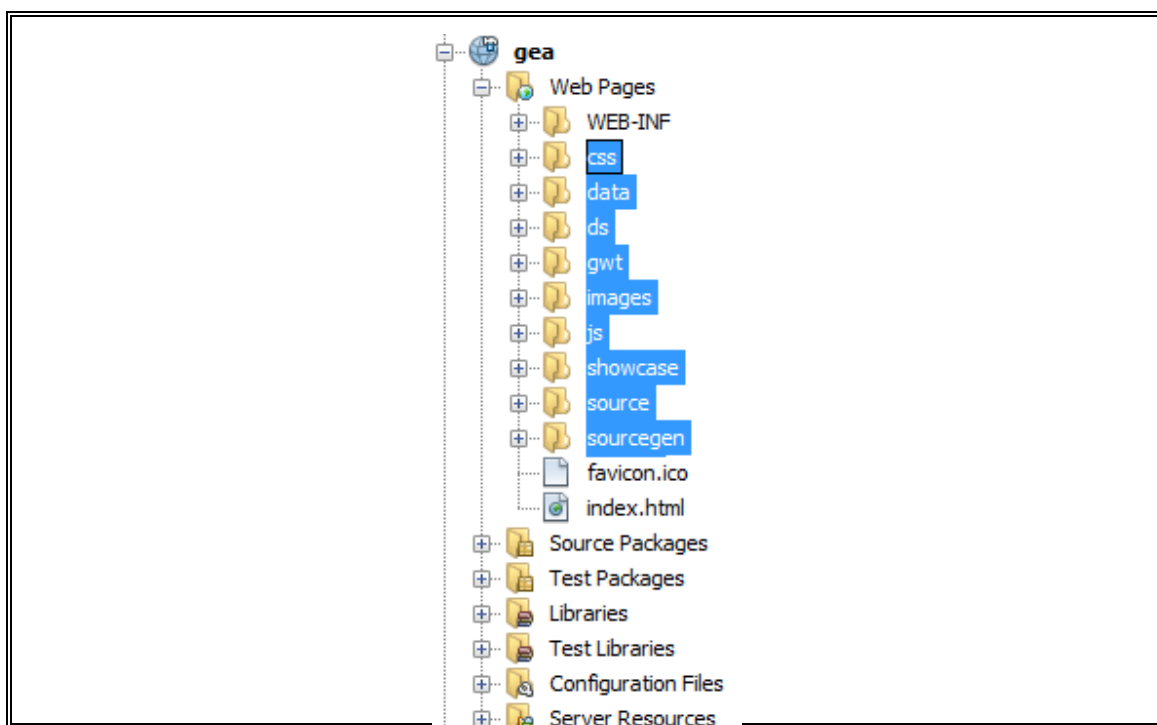 gea
Web Pages
WEB-INF
css
data
ds
gwt
images
js
showcase
source
sourcegen
favicon.ico
index.html
Source Packages
Test Packages
Libraries
Test Libraries
Configuration Files
Server Resources